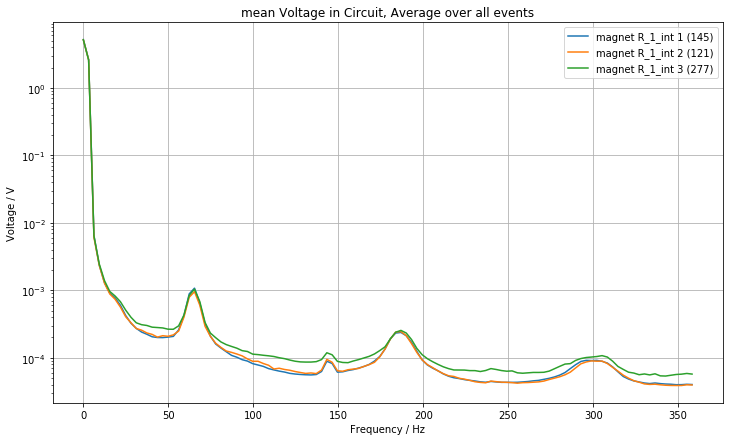 mean Voltage in Circuit, Average over all events
magnet R_1_int 1 (145)
magnet R_1_int 2 (121)
magnet R_1_int 3 (277)
Voltage / V
10⁰
10⁻¹
10⁻²
10⁻³
10⁻⁴
0 50 100 150 200 250 300 350
Frequency / Hz